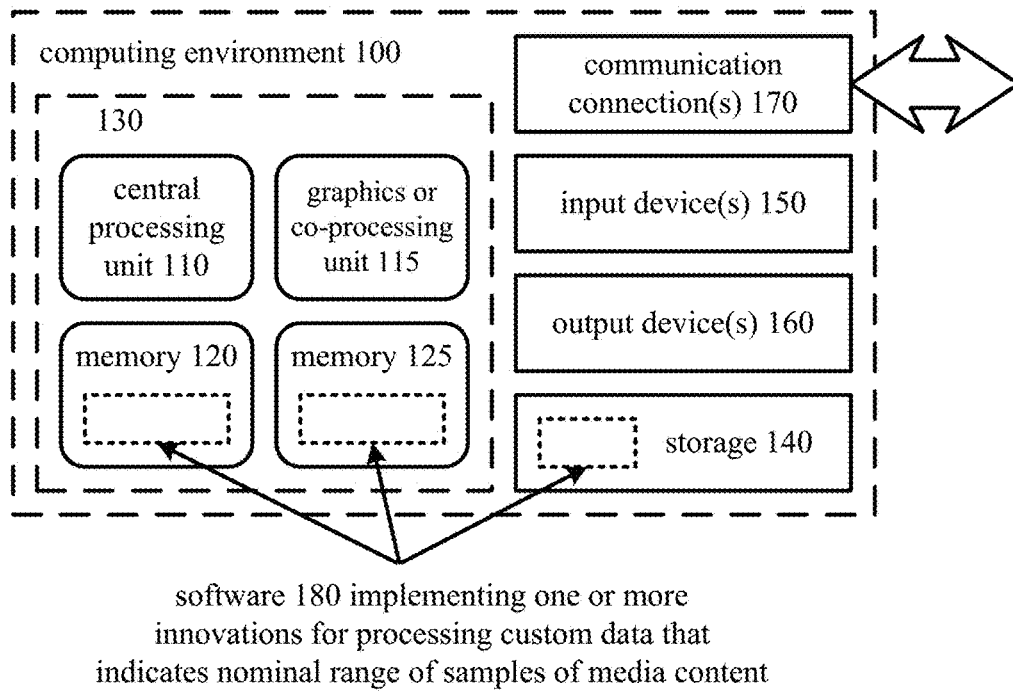 computing environment 100
130
central
processing
unit 110
graphics or
co-processing
unit 115
memory 120
memory 125
communication
connection(s) 170
input device(s) 150
output device(s) 160
storage 140
software 180 implementing one or more
innovations for processing custom data that
indicates nominal range of samples of media content